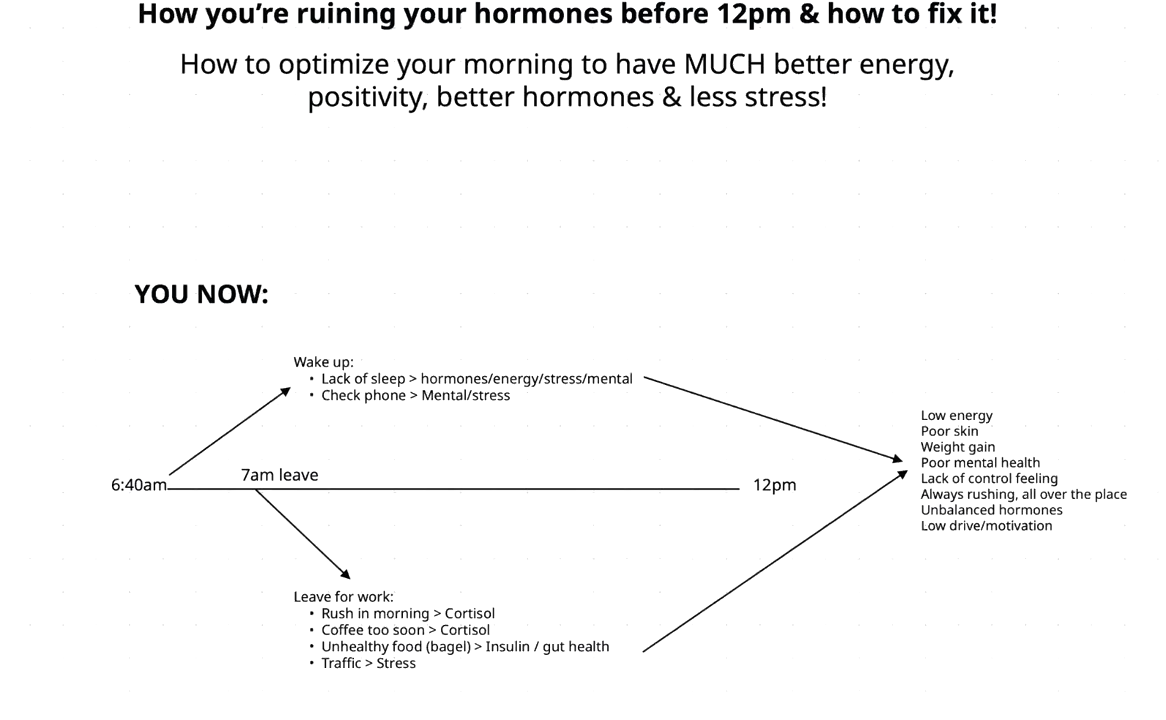 How you’re ruining your hormones before 12pm & how to fix it!
How to optimize your morning to have MUCH better energy,
positivity, better hormones & less stress!
YOU NOW:
Wake up:
• Lack of sleep > hormones/energy/stress/mental
• Check phone > Mental/stress
6:40am
7am leave
12pm
Low energy
Poor skin
Weight gain
Poor mental health
Lack of control feeling
Always rushing, all over the place
Unbalanced hormones
Low drive/motivation
Leave for work:
• Rush in morning > Cortisol
• Coffee too soon > Cortisol
• Unhealthy food (bagel) > Insulin / gut health
• Traffic > Stress